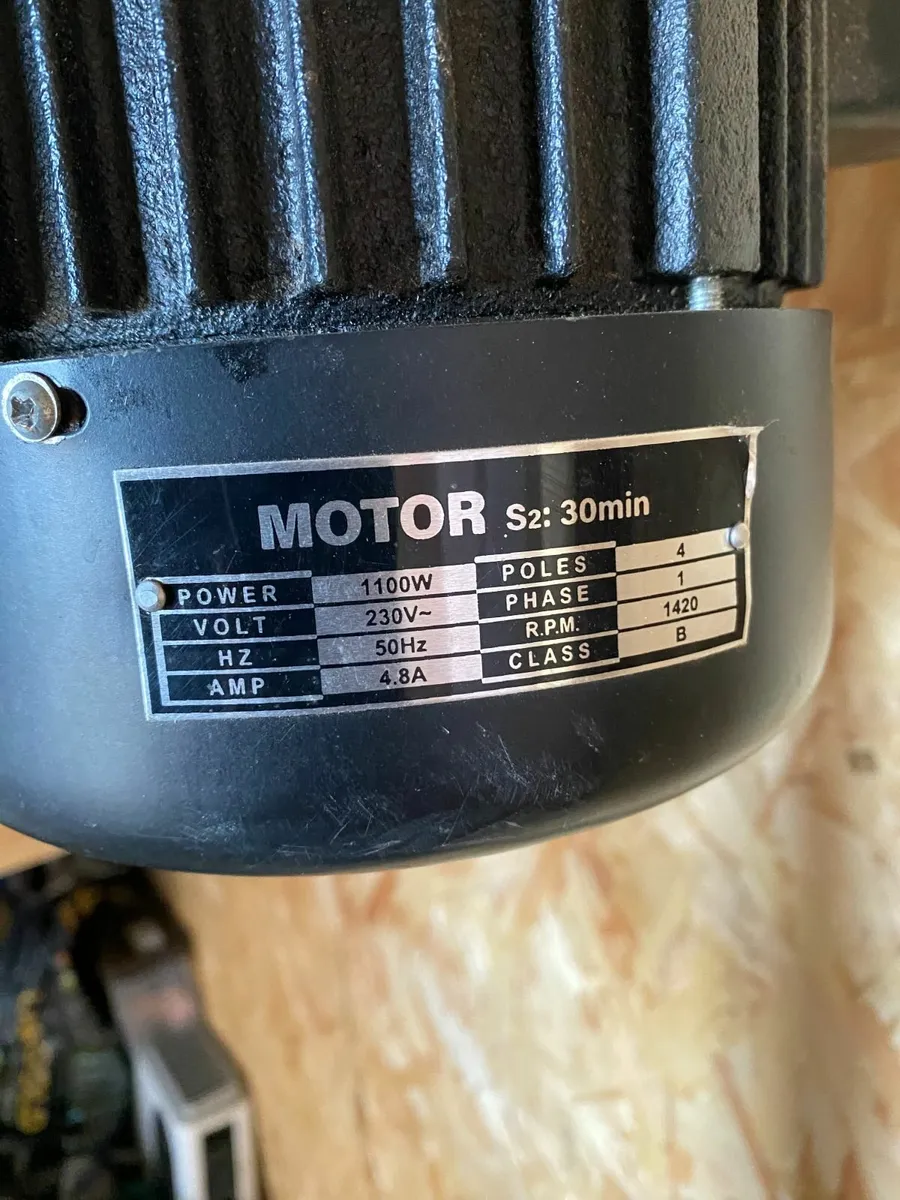 MOTOR S2: 30min
POWER 1100W POLES 4
VOLT 230V~ PHASE 1
HZ 50Hz R.P.M. 1420
AMP 4.8A CLASS B